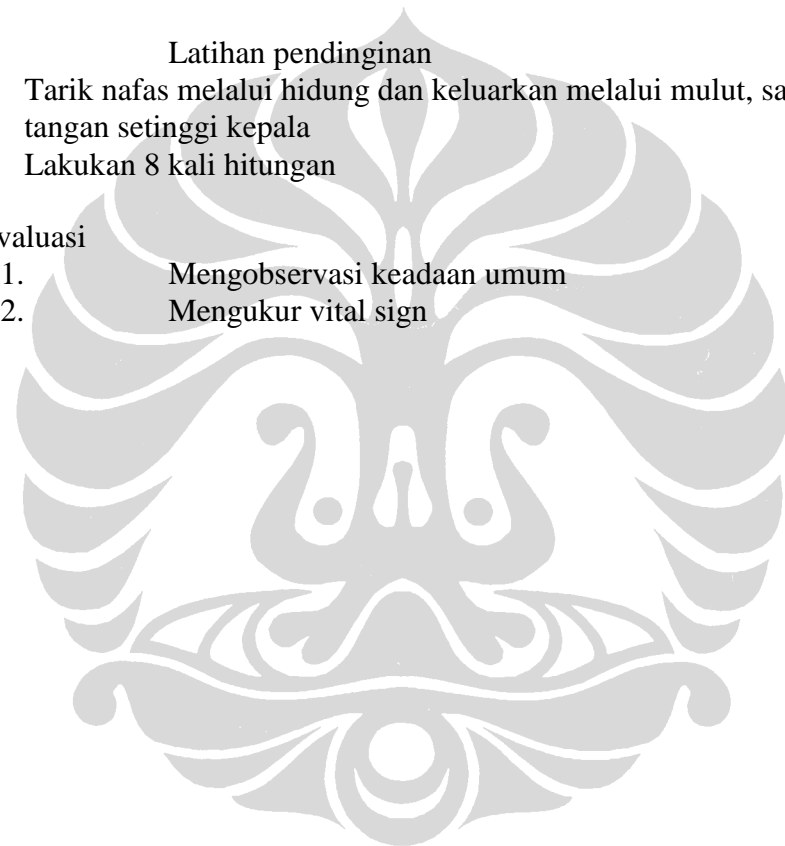 Latihan pendinginan
Tarik nafas melalui hidung dan keluarkan melalui mulut, sa
tangan setinggi kepala
Lakukan 8 kali hitungan
valuasi
1. Mengobservasi keadaan umum
2. Mengukur vital sign